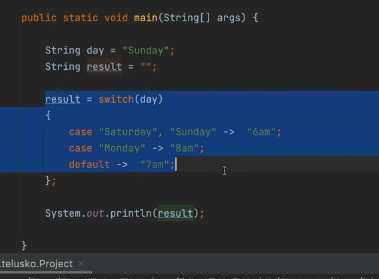 public static void main(String[] args) {
String day = "Sunday";
String result = "";
result = switch(day)
{
case "Saturday", "Sunday" -> "6am";
case "Monday" -> "8am";
default -> "7am";
};
System.out.println(result);
}
.telusko.Project ×